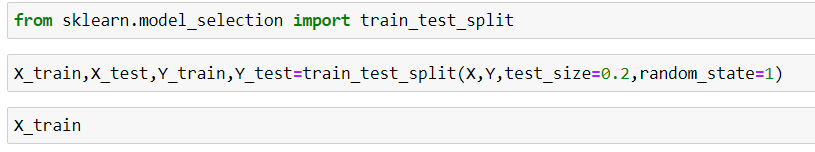 from sklearn.model_selection import train_test_split
X_train,X_test,Y_train,Y_test=train_test_split(X,Y,test_size=0.2,random_state=1)
X_train